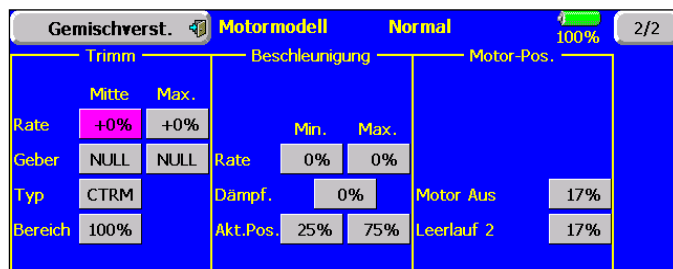 Gemischverst. Motormodell Normal 100% 2/2
Trimm Beschleunigung Motor-Pos.
Mitte Max.
Rate +0% +0% Min. Max.
Geber NULL NULL Rate 0% 0%
Typ CTRM Dämpf. 0% Motor Aus 17%
Bereich 100% Akt.Pos. 25% 75% Leerlauf 2 17%